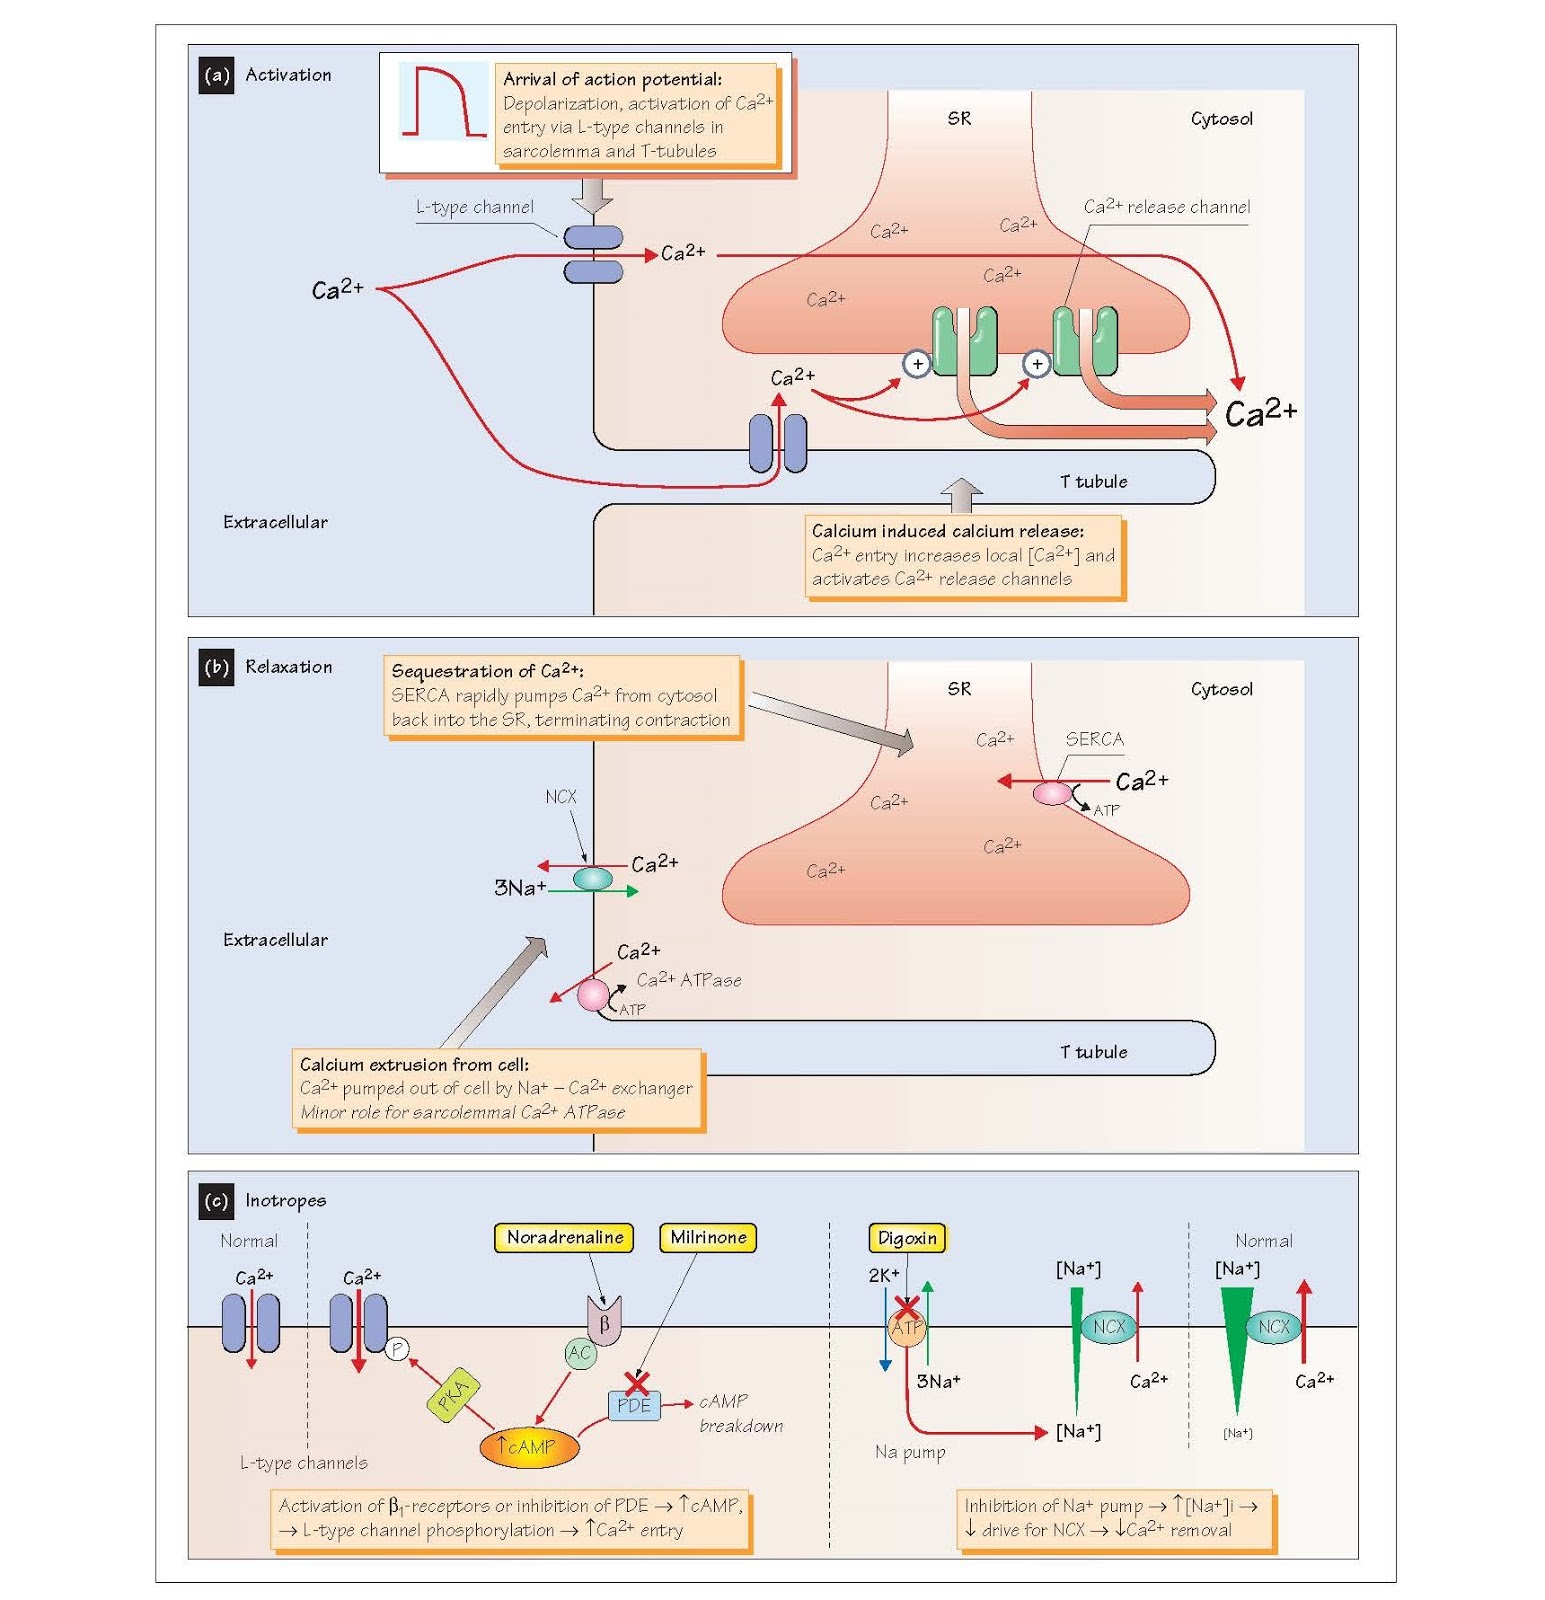 (a) Activation
Arrival of action potential:
Depolarization, activation of Ca2+
entry via L-type channels in
sarcolemma and T-tubules
SR
Cytosol
L-type channel
Ca2+ release channel
Ca2+
Ca2+
Ca2+
Ca2+
Ca2+
Ca2+
+
+
Ca2+
Ca2+
T tubule
Extracellular
Calcium induced calcium release:
Ca2+ entry increases local [Ca2+] and
activates Ca2+ release channels
(b) Relaxation
Sequestration of Ca2+:
SERCA rapidly pumps Ca2+ from cytosol
back into the SR, terminating contraction
SR
Cytosol
Ca2+
SERCA
Ca2+
ATP
NCX
Ca2+
Ca2+
Ca2+
Ca2+
3Na+
Extracellular
Ca2+
Ca2+ ATPase
ATP
T tubule
Calcium extrusion from cell:
Ca2+ pumped out of cell by Na+ – Ca2+ exchanger
Minor role for sarcolemmal Ca2+ ATPase
(c) Inotropes
Normal
Noradrenaline
Milrinone
Digoxin
Normal
Ca2+
Ca2+
2K+
[Na+]
[Na+]
β
ATP
NCX
NCX
P
AC
PKA
PDE
cAMP
breakdown
3Na+
Ca2+
Ca2+
↑cAMP
[Na+]
[Na+]
L-type channels
Na pump
Activation of β1-receptors or inhibition of PDE → ↑cAMP,
→ L-type channel phosphorylation → ↑Ca2+ entry
Inhibition of Na+ pump → ↑[Na+]i →
↓ drive for NCX → ↓Ca2+ removal